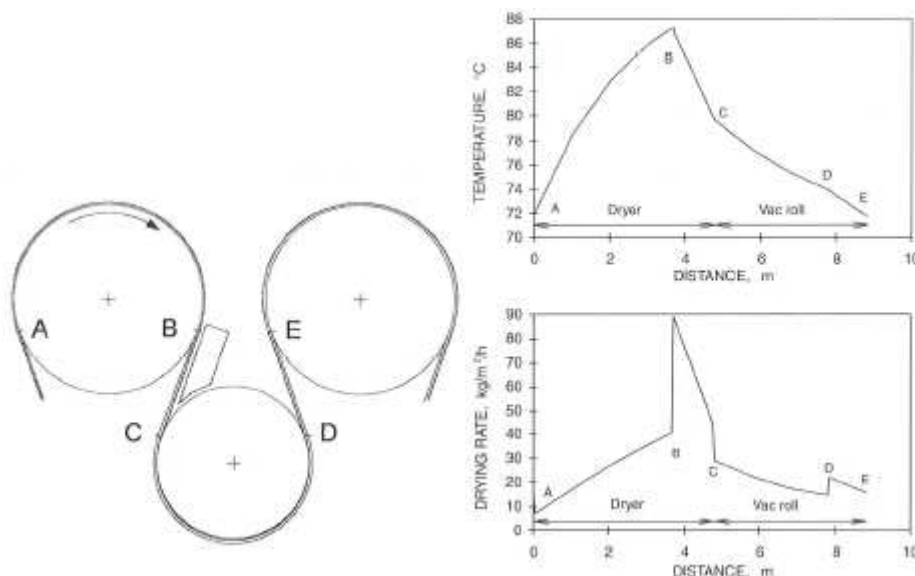 A
B
C
D
E
TEMPERATURE, °C
88
86
84
82
80
78
76
74
72
70
A
B
C
D
E
Dryer
Vac roll
0
2
4
6
8
10
DISTANCE, m
DRYING RATE, kg/m²/h
90
80
70
60
50
40
30
20
10
0
A
B
C
D
E
Dryer
Vac roll
0
2
4
6
8
10
DISTANCE, m